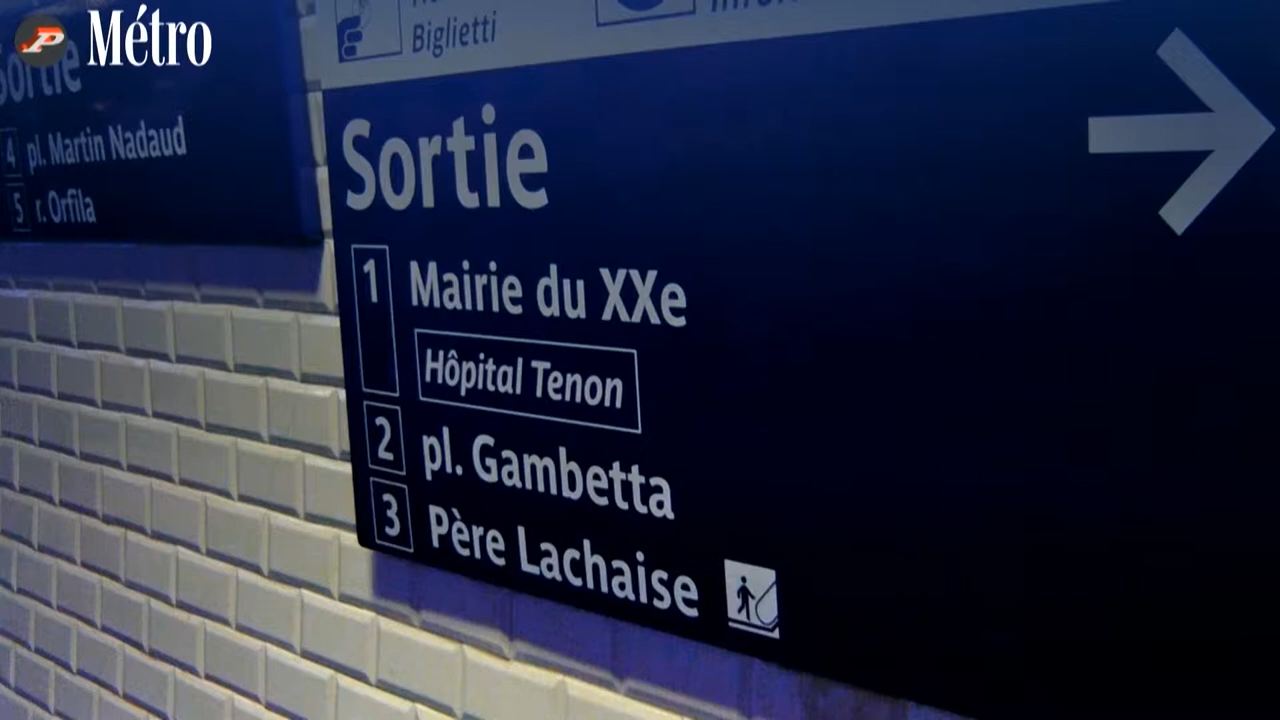 Métro
Sortie
4 pl. Martin Nadaud
5 r. Orfila
Biglietti
Sortie
1 Mairie du XXe
Hôpital Tenon
2 pl. Gambetta
3 Père Lachaise